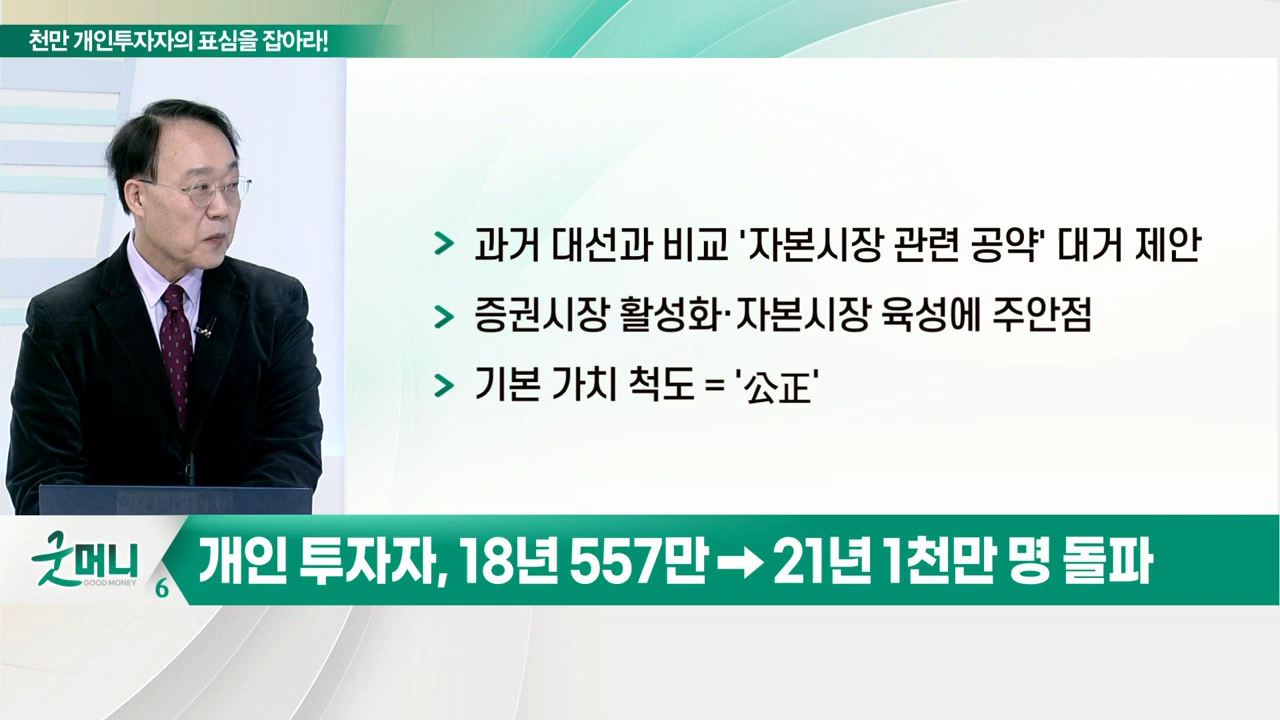 천만 개인투자자의 표심을 잡아라!
> 과거 대선과 비교 '자본시장 관련 공약' 대거 제안
> 증권시장 활성화·자본시장 육성에 주안점
> 기본 가치 척도 = '公正'
굿머니
GOOD MONEY
6
개인 투자자, 18년 557만 → 21년 1천만 명 돌파